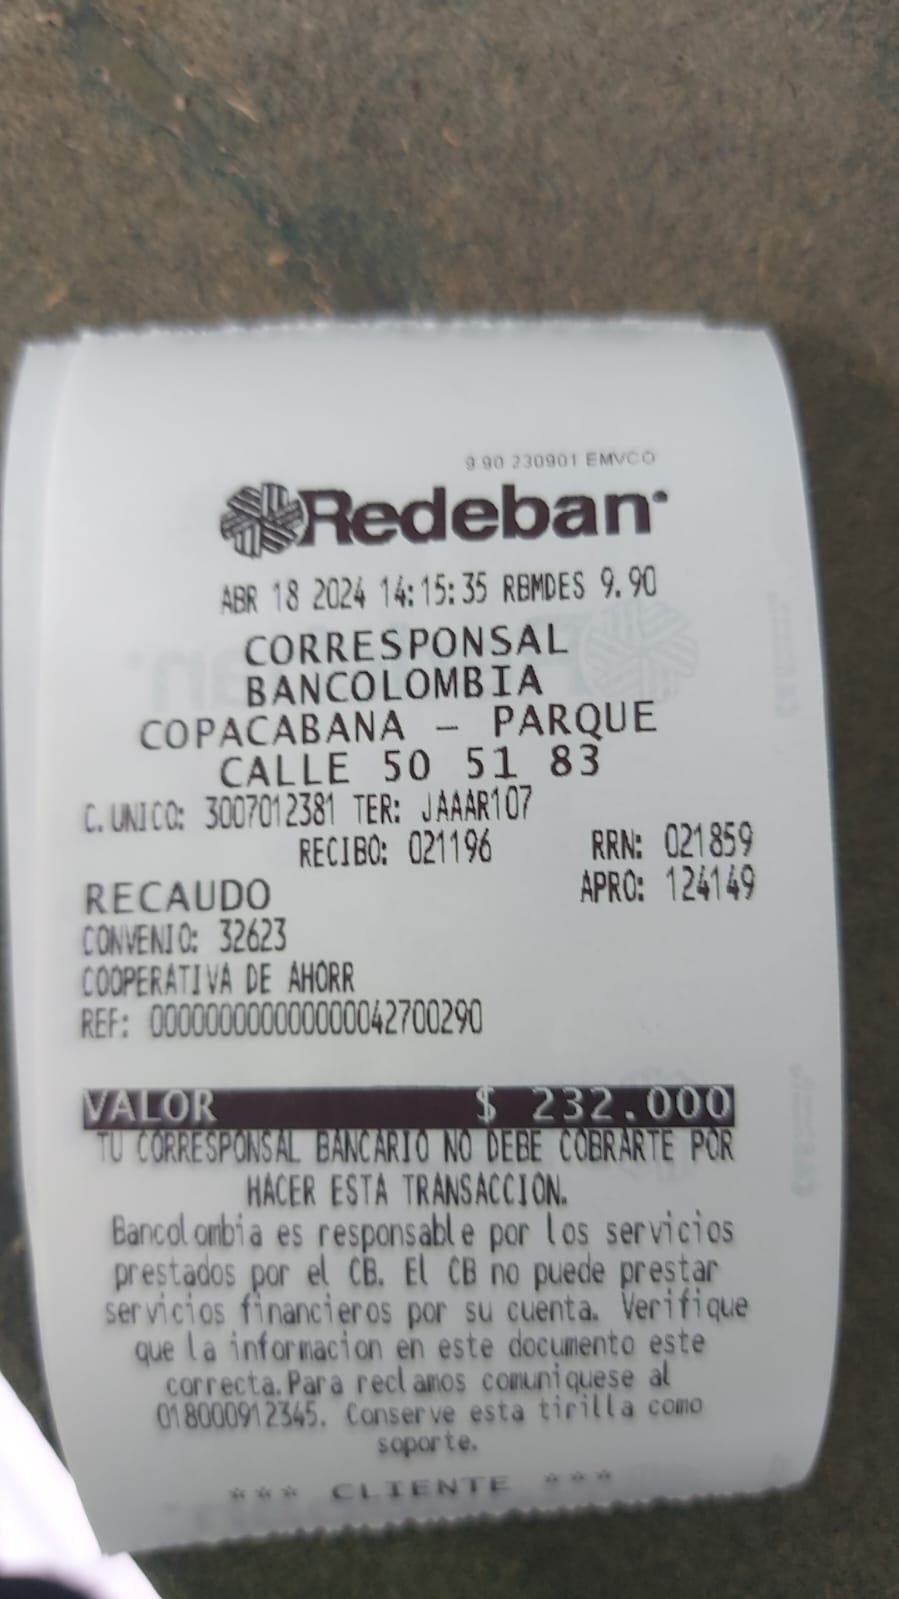 9.90 230901 EMVCO
Redeban
ABR 18 2024 14:15:35 RBMDES 9.90
CORRESPONSAL
BANCOLOMBIA
COPACABANA - PARQUE
CALLE 50 51 83
C. UNICO: 3007012381 TER: JAAAR107
RECIBO: 021196 RRN: 021859
RECAUDO APRO: 124149
CONVENIO: 32623
COOPERATIVA DE AHORR
REF: 000000000000000042700290
VALOR $ 232.000
TU CORRESPONSAL BANCARIO NO DEBE COBRARTE POR
HACER ESTA TRANSACCION.
Bancolombia es responsable por los servicios
prestados por el CB. El CB no puede prestar
servicios financieros por su cuenta. Verifique
que la informacion en este documento este
correcta. Para reclamos comuniquese al
018000912345. Conserve esta tirilla como
soporte.
*** CLIENTE ***